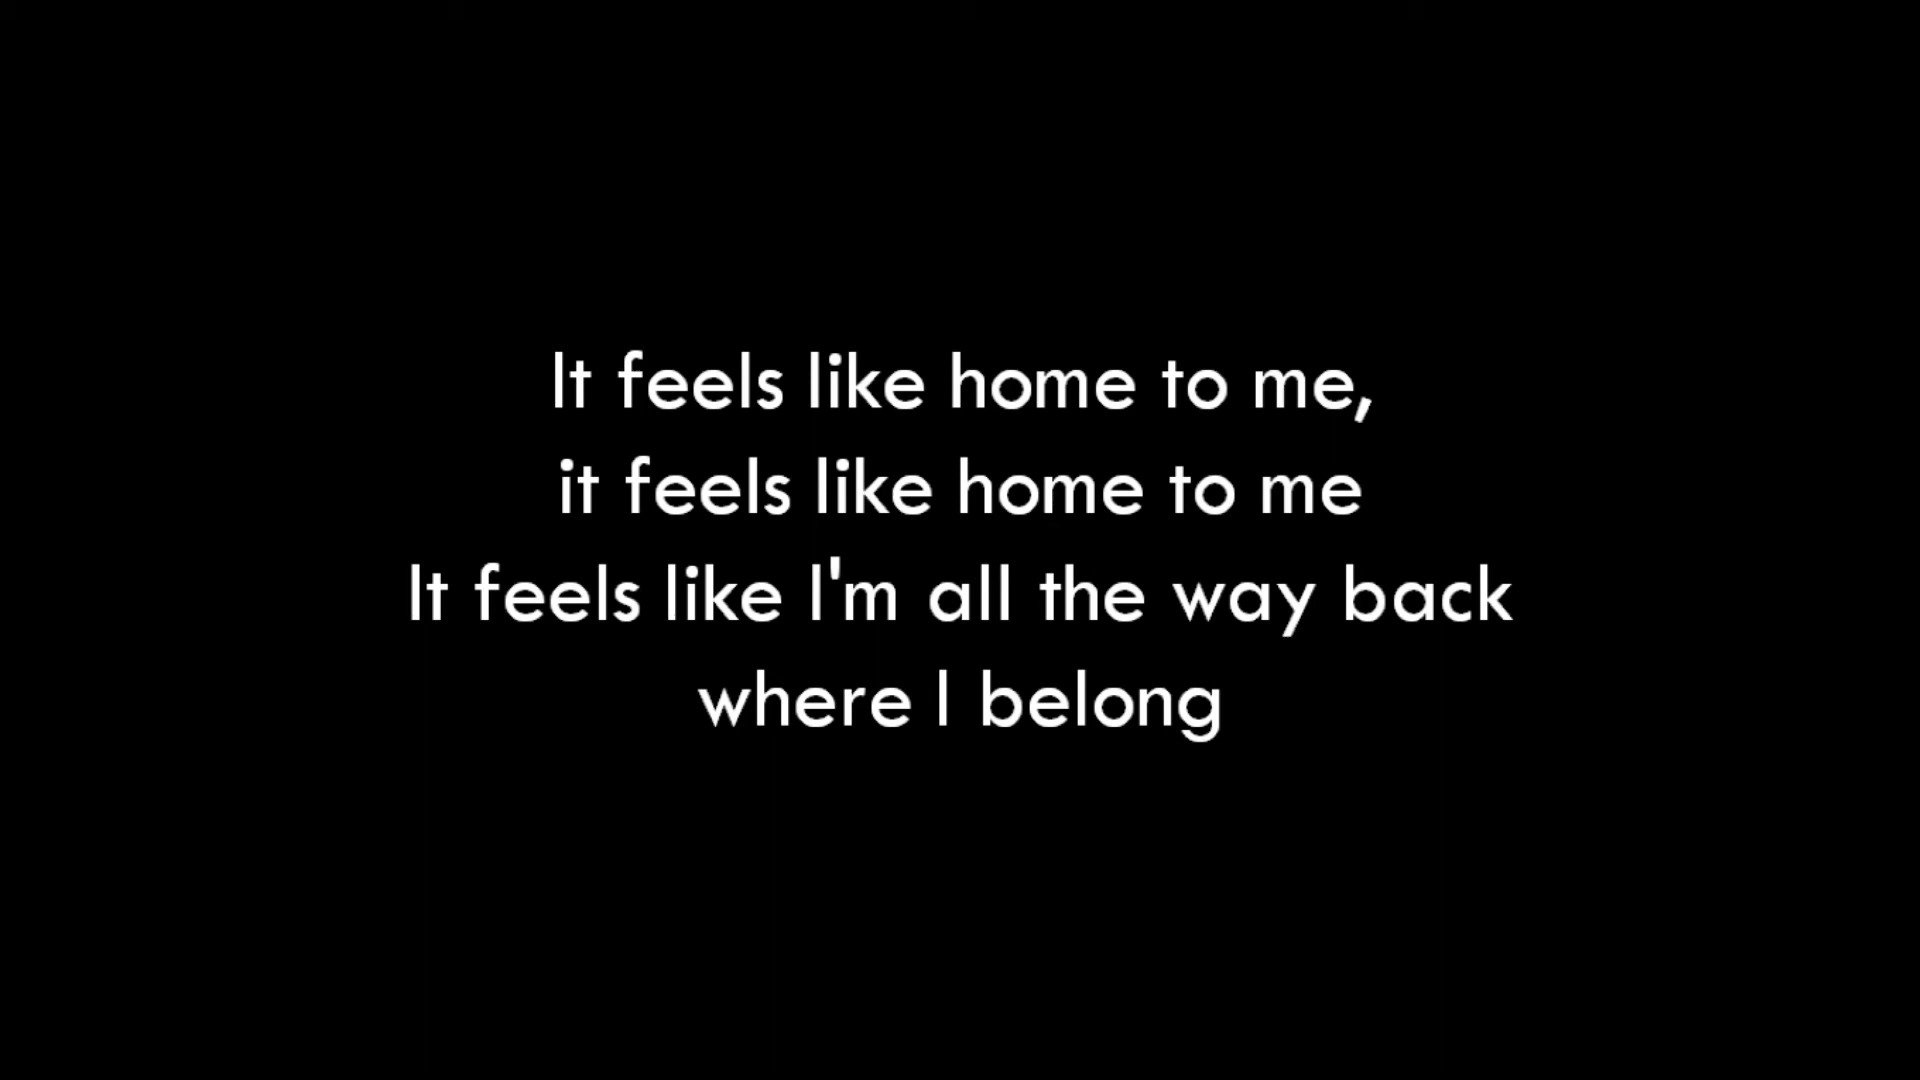 It feels like home to me,
it feels like home to me
It feels like I'm all the way back
where I belong